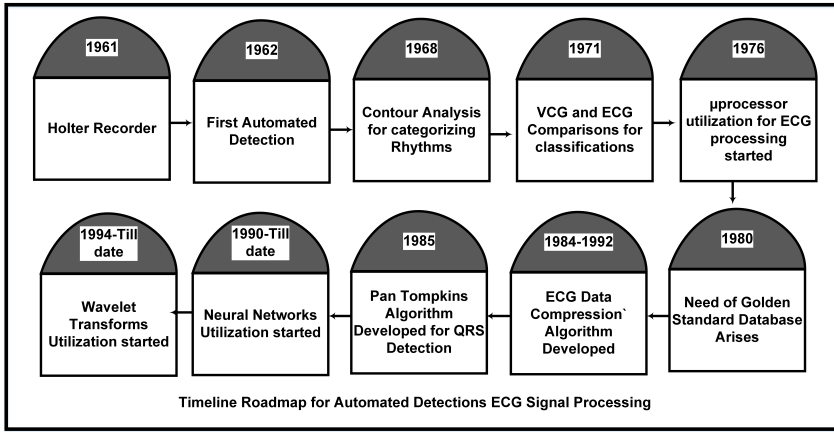 1961
Holter Recorder
1962
First Automated
Detection
1968
Contour Analysis
for categorizing
Rhythms
1971
VCG and ECG
Comparisons for
classifications
1976
µprocessor
utilization for ECG
processing
started
1980
Need of Golden
Standard Database
Arises
1984-1992
ECG Data
Compression`
Algorithm
Developed
1985
Pan Tompkins
Algorithm
Developed for QRS
Detection
1990-Till
date
Neural Networks
Utilization started
1994-Till
date
Wavelet
Transforms
Utilization started
Timeline Roadmap for Automated Detections ECG Signal Processing